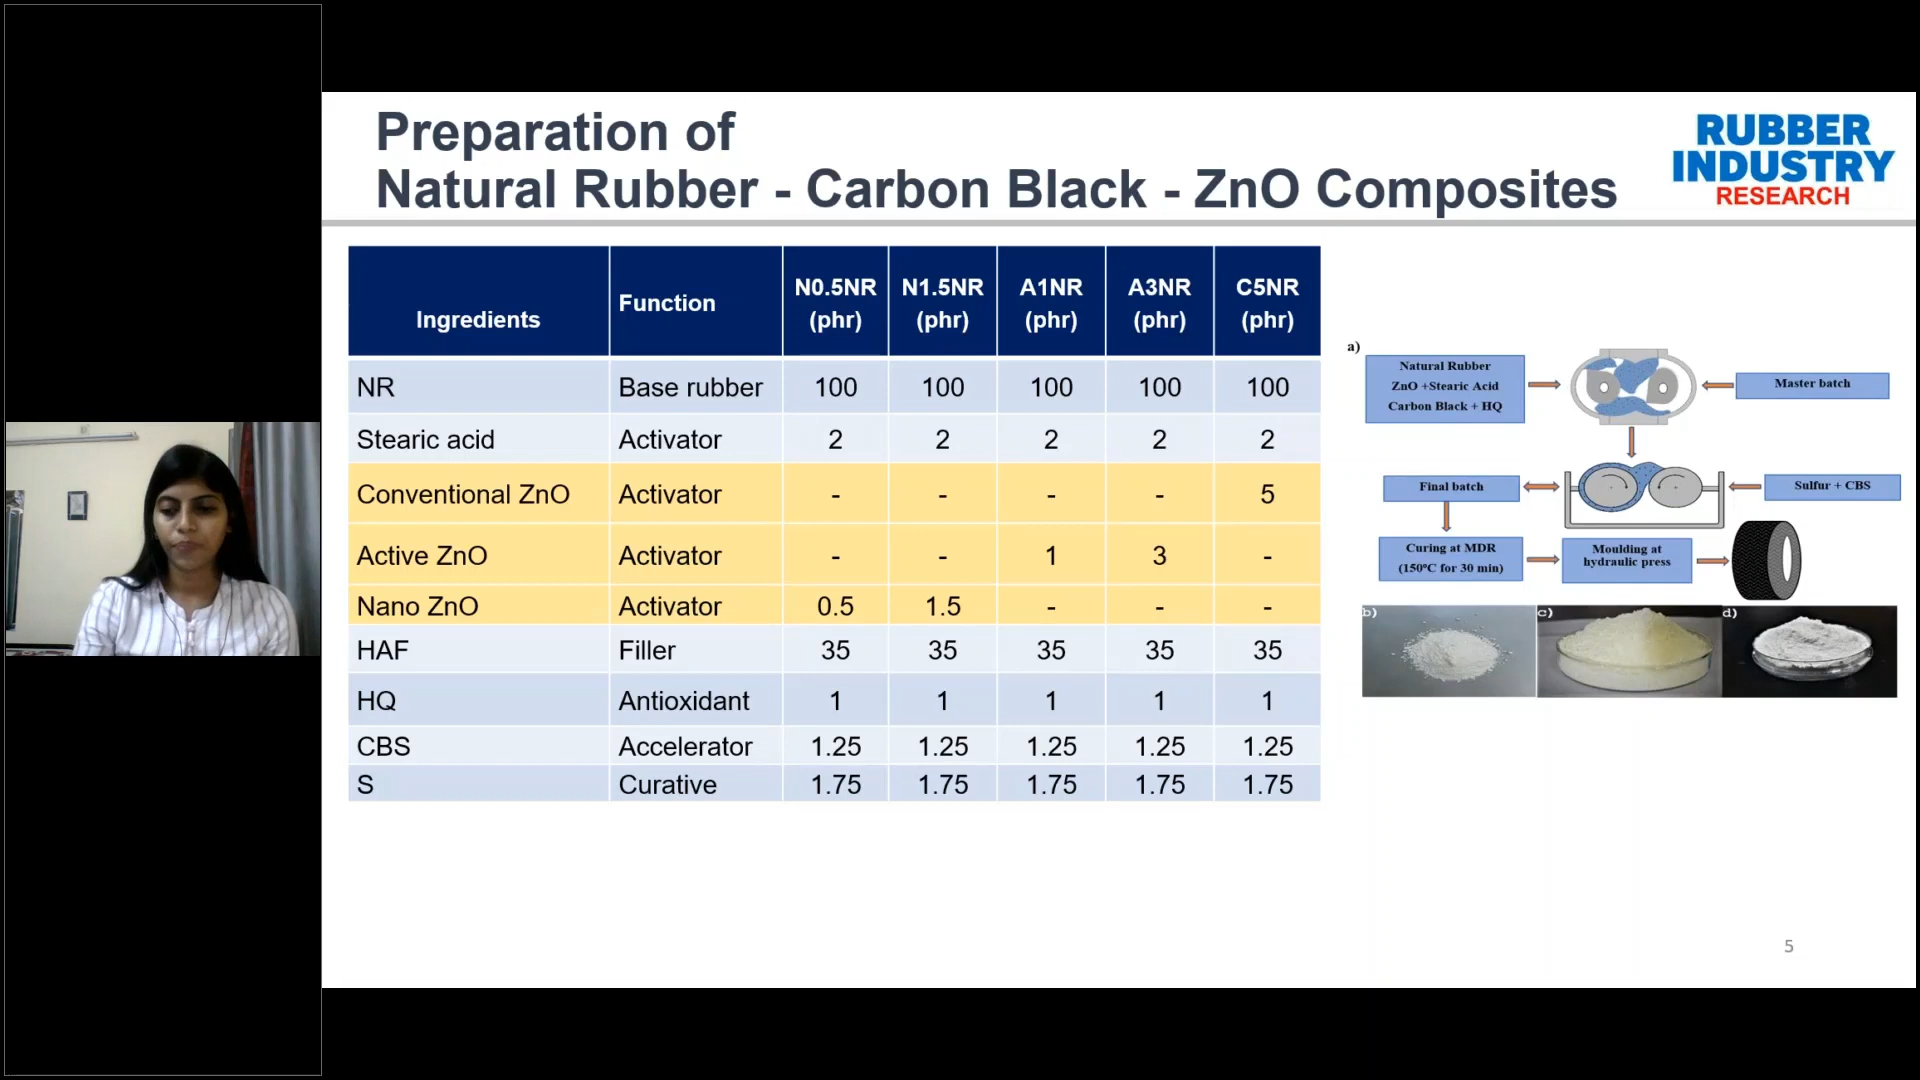 Preparation of
Natural Rubber - Carbon Black - ZnO Composites
RUBBER
INDUSTRY
RESEARCH
Ingredients Function N0.5NR (phr) N1.5NR (phr) A1NR (phr) A3NR (phr) C5NR (phr)
NR Base rubber 100 100 100 100 100
Stearic acid Activator 2 2 2 2 2
Conventional ZnO Activator - - - - 5
Active ZnO Activator - - 1 3 -
Nano ZnO Activator 0.5 1.5 - - -
HAF Filler 35 35 35 35 35
HQ Antioxidant 1 1 1 1 1
CBS Accelerator 1.25 1.25 1.25 1.25 1.25
S Curative 1.75 1.75 1.75 1.75 1.75
a)
Natural Rubber
ZnO +Stearic Acid
Carbon Black + HQ
Master batch
Final batch
Sulfur + CBS
Curing at MDR
(150°C for 30 min)
Moulding at
hydraulic press
b) c) d)
5